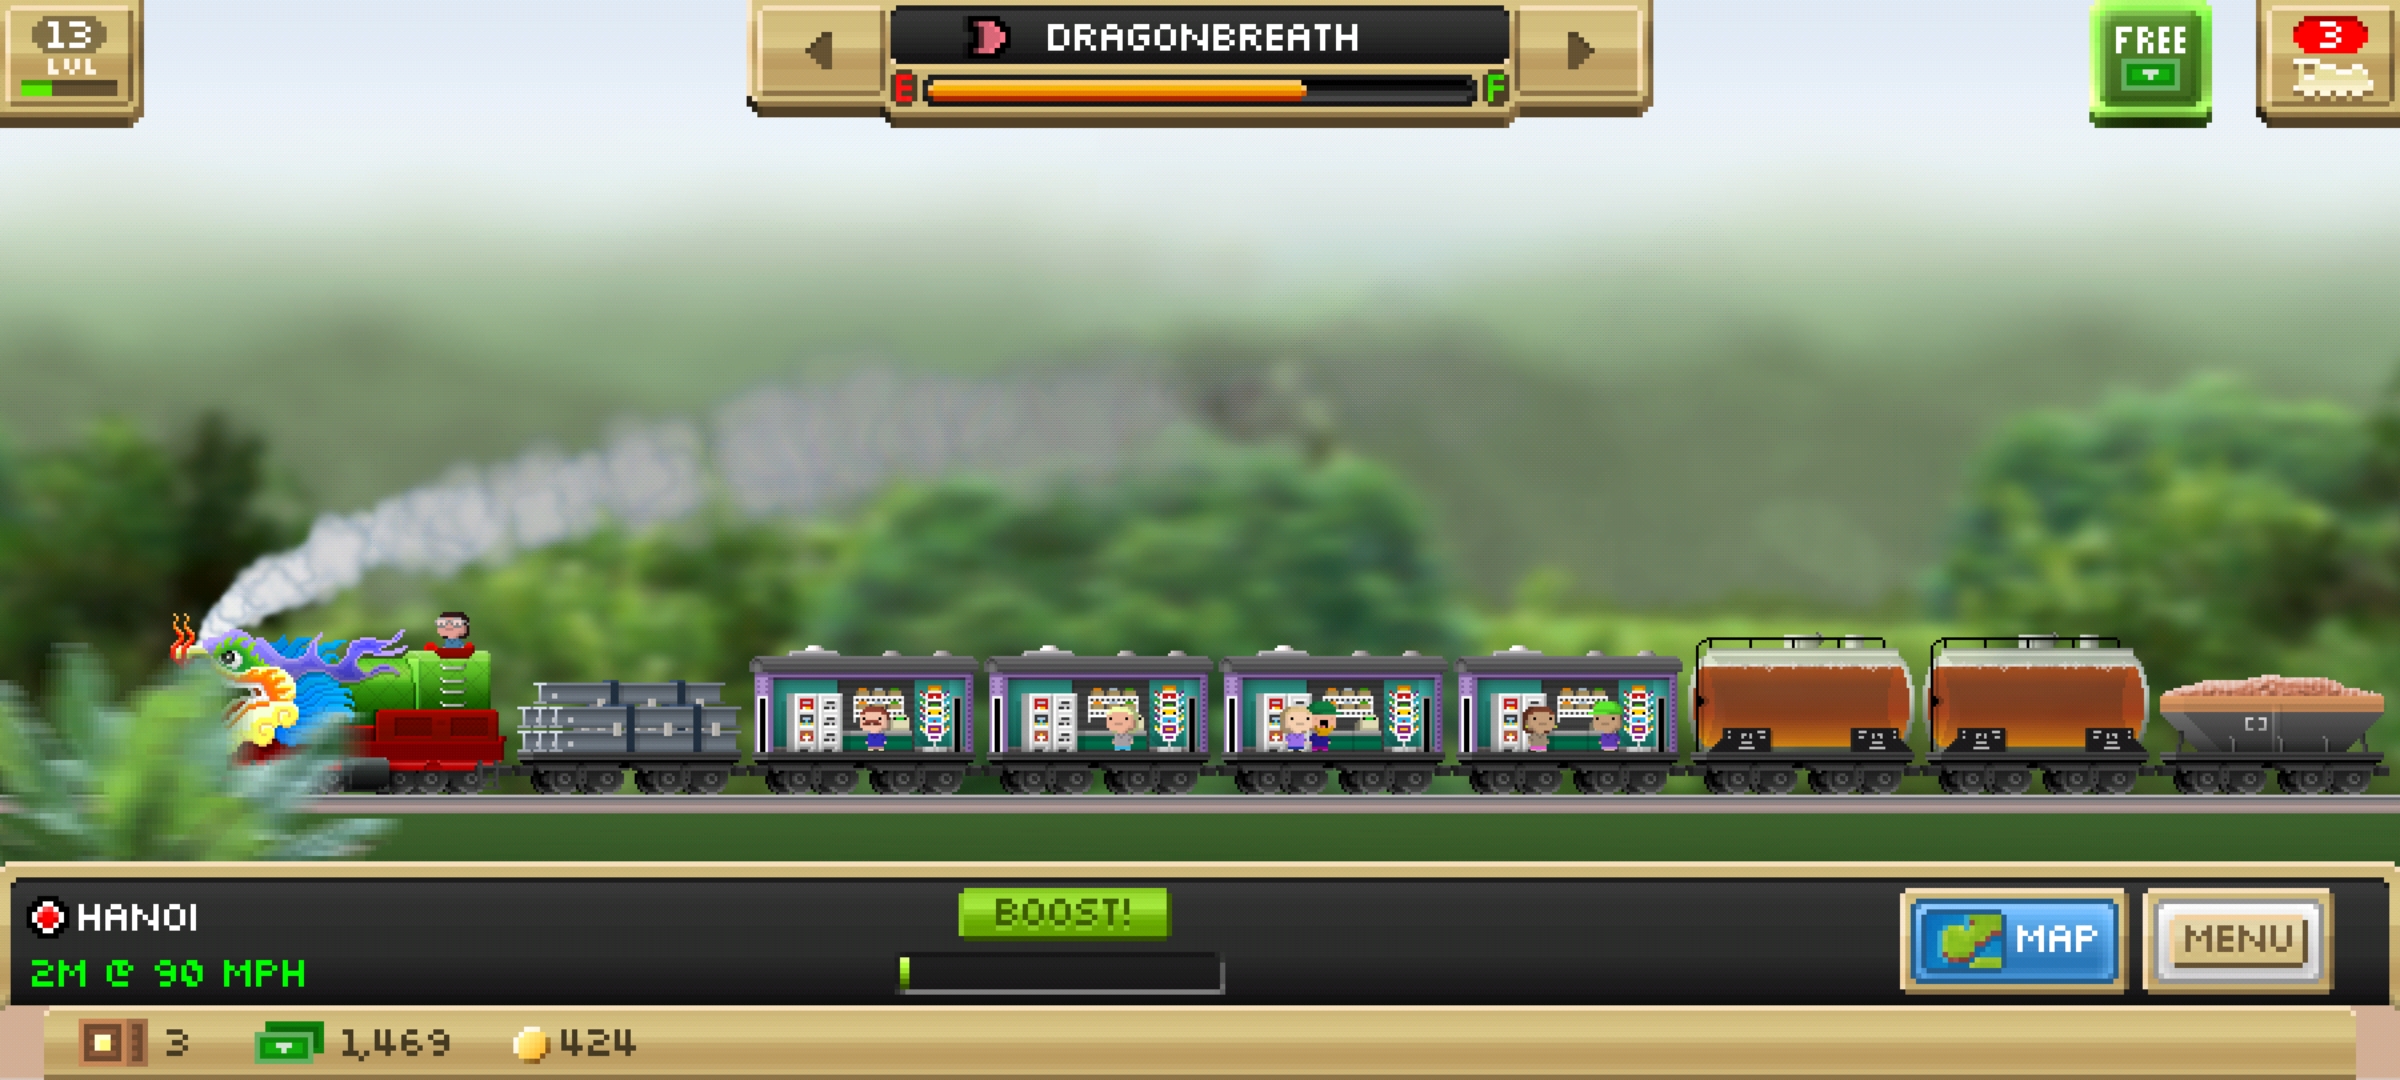 13
LVL
DRAGONBREATH
E F
FREE
3
HANOI
2M @ 90 MPH
BOOST!
MAP
MENU
3 1,469 424